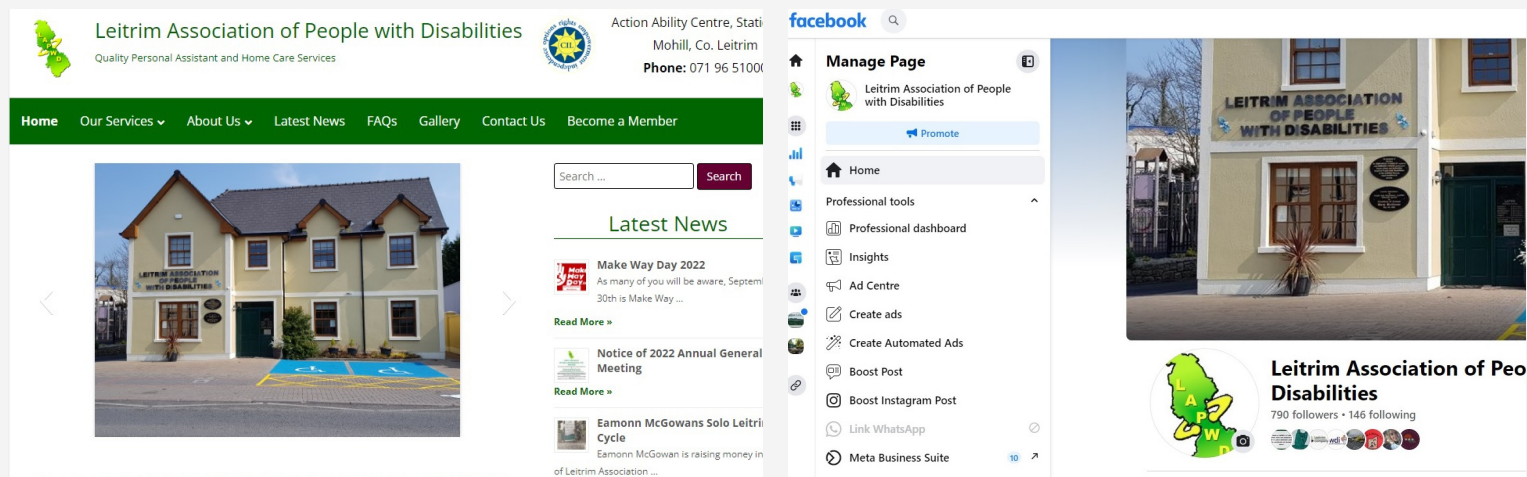 Leitrim Association of People with Disabilities
Quality Personal Assistant and Home Care Services
CIL
options rights empowerment independence
Action Ability Centre, Stati
Mohill, Co. Leitrim
Phone: 071 96 5100
Home Our Services About Us Latest News FAQs Gallery Contact Us Become a Member
LEITRIM ASSOCIATION
OF PEOPLE
WITH DISABILITIES
Search ...
Search
Latest News
Make Way Day 2022
As many of you will be aware, Septem
30th is Make Way ...
Read More »
Notice of 2022 Annual General
Meeting
Read More »
Eamonn McGowans Solo Leitri
Cycle
Eamonn McGowan is raising money in
of Leitrim Association ...
facebook
Manage Page
Leitrim Association of People
with Disabilities
Promote
Home
Professional tools
Professional dashboard
Insights
Ad Centre
Create ads
Create Automated Ads
Boost Post
Boost Instagram Post
Link WhatsApp
Meta Business Suite 10
LEITRIM ASSOCIATION
OF PEOPLE
WITH DISABILITIES
LAPWD
Leitrim Association of Peo
Disabilities
790 followers • 146 following